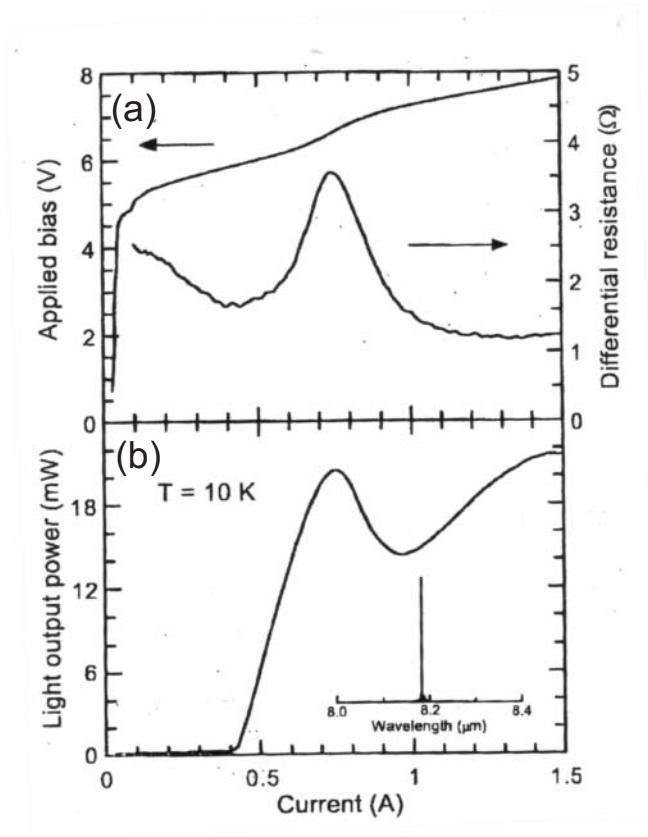 (a)
8
6
4
2
0
Applied bias (V)
5
4
3
2
1
0
Differential resistance (Ω)
(b)
T = 10 K
18
12
6
0
Light output power (mW)
8.0 8.2 8.4
Wavelength (μm)
0 0.5 1 1.5
Current (A)